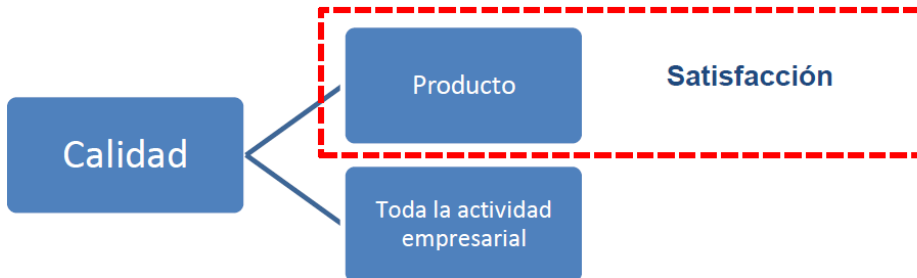 Producto
Satisfacción
Calidad
Toda la actividad
empresarial